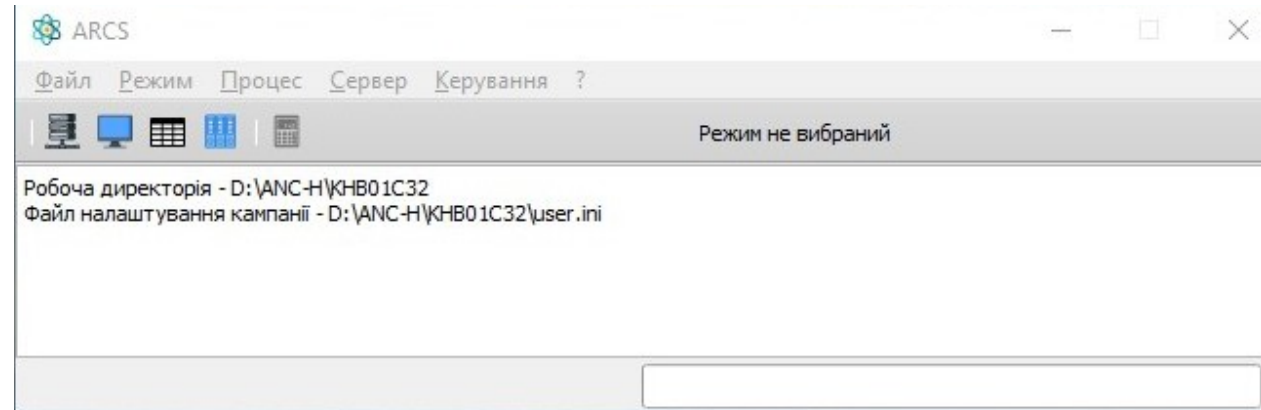 ARCS
Файл Режим Процес Сервер Керування ?
Режим не вибраний
Робоча директорія - D:\ANC-H\KHB01C32
Файл налаштування кампанії - D:\ANC-H\KHB01C32\user.ini